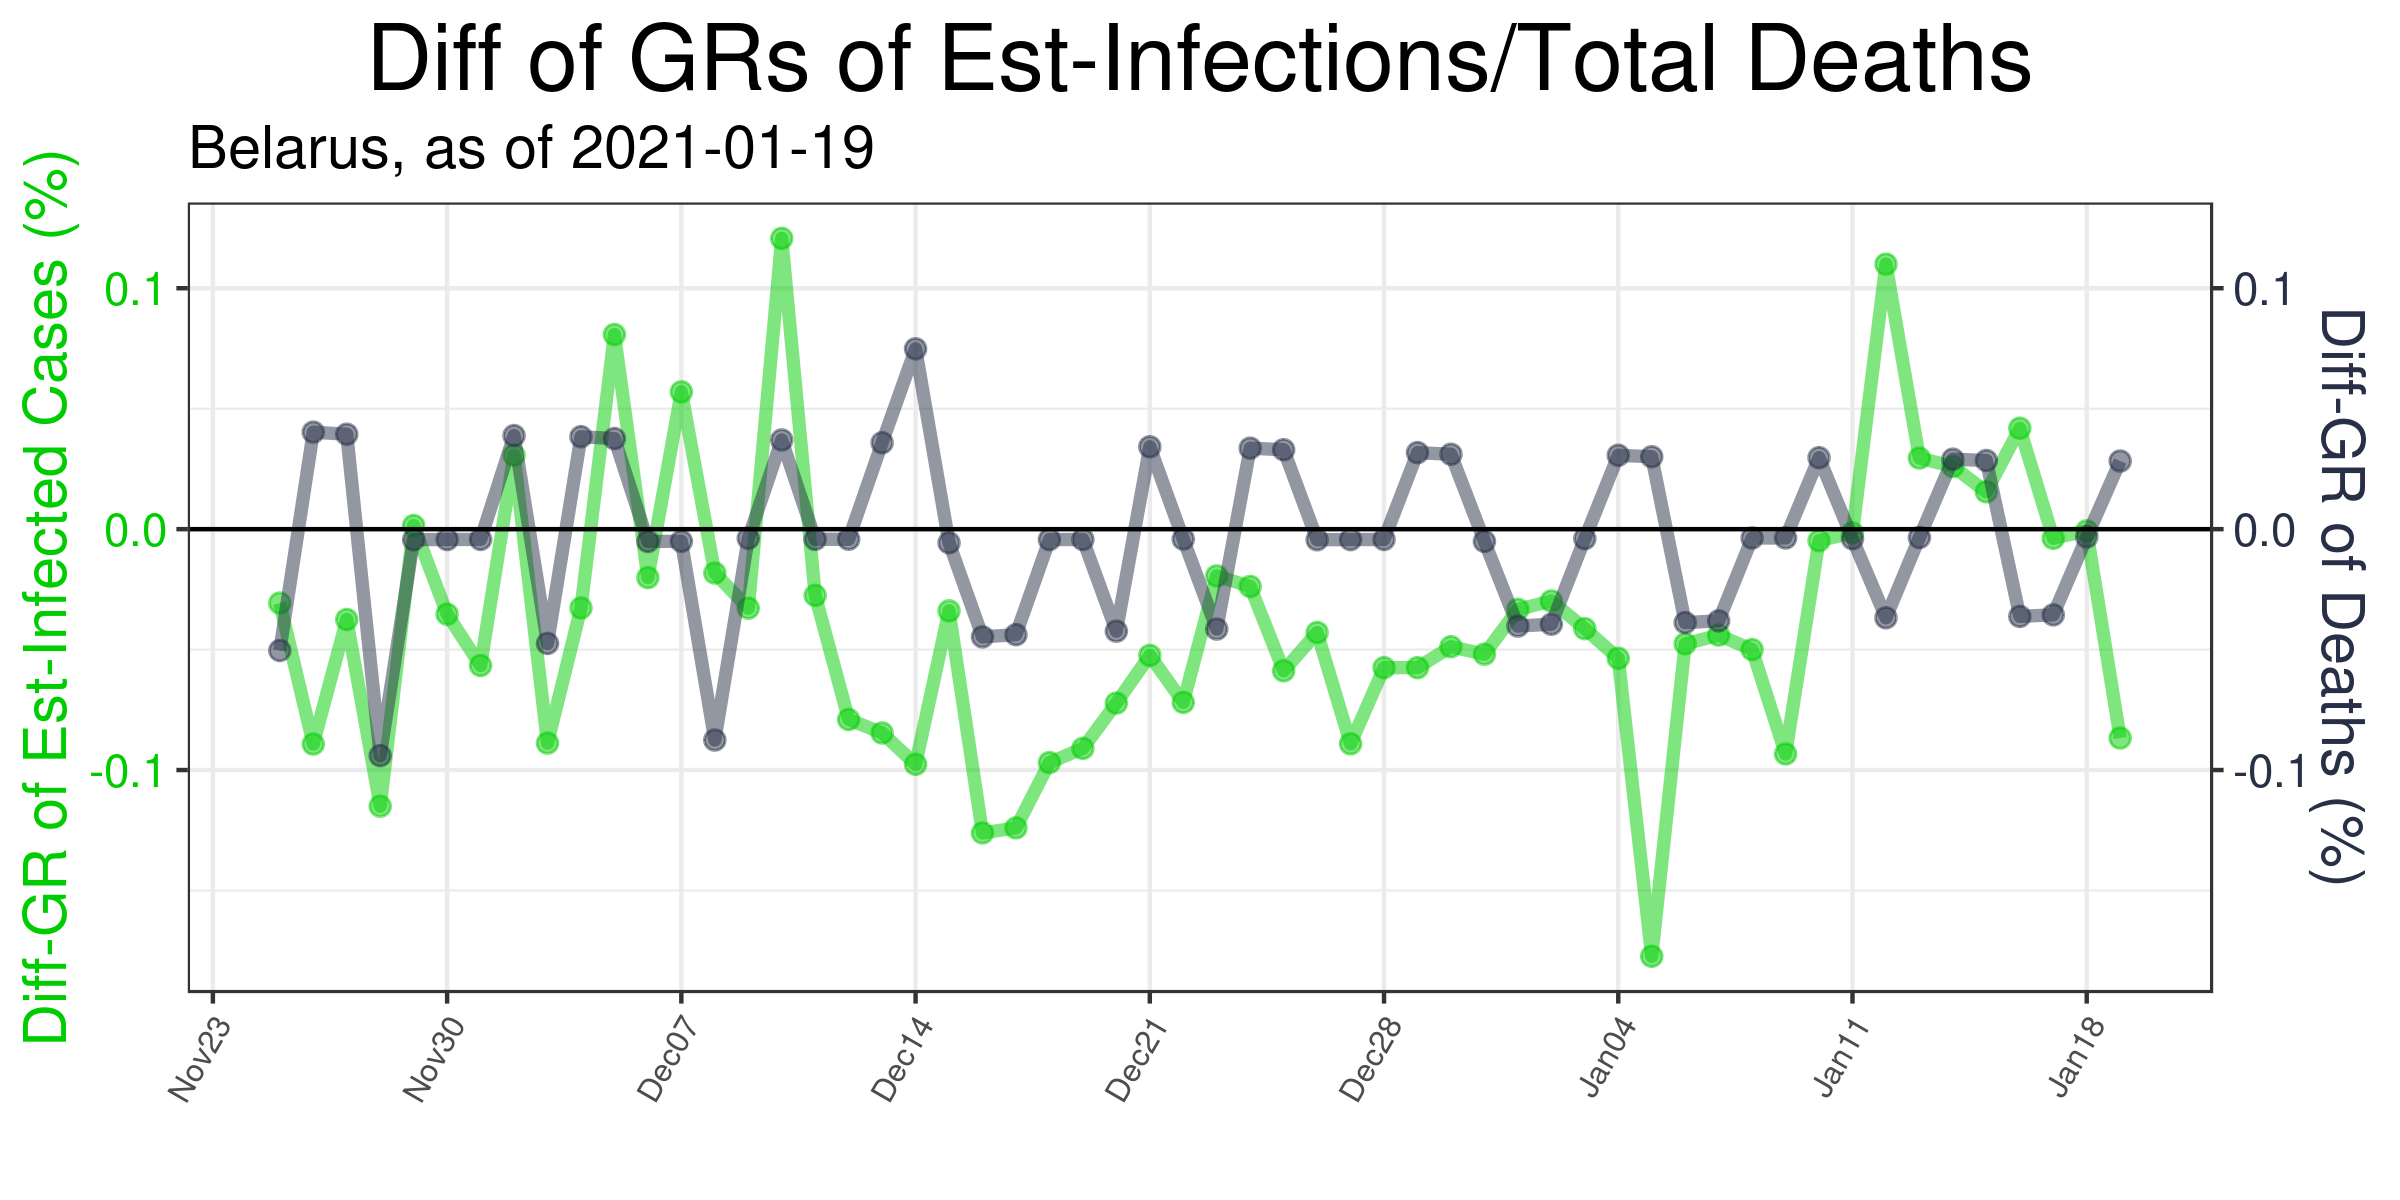 Diff of GRs of Est-Infections/Total Deaths
Belarus, as of 2021-01-19
Diff-GR of Est-Infected Cases (%)
0.1
0.0
-0.1
0.1
0.0
-0.1
Diff-GR of Deaths (%)
Nov23
Nov30
Dec07
Dec14
Dec21
Dec28
Jan04
Jan11
Jan18